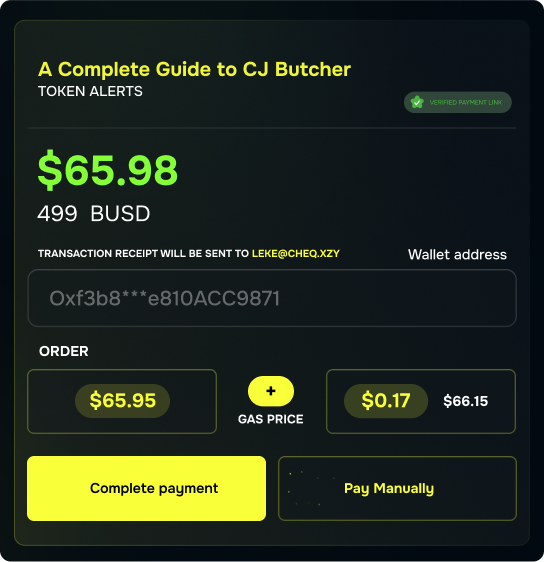 A Complete Guide to CJ Butcher
TOKEN ALERTS
VERIFIED PAYMENT LINK
$65.98
499 BUSD
TRANSACTION RECEIPT WILL BE SENT TO LEKE@CHEQ.XZY
Wallet address
Oxf3b8***e810ACC9871
ORDER
$65.95
+
GAS PRICE
$0.17
$66.15
Complete payment
Pay Manually